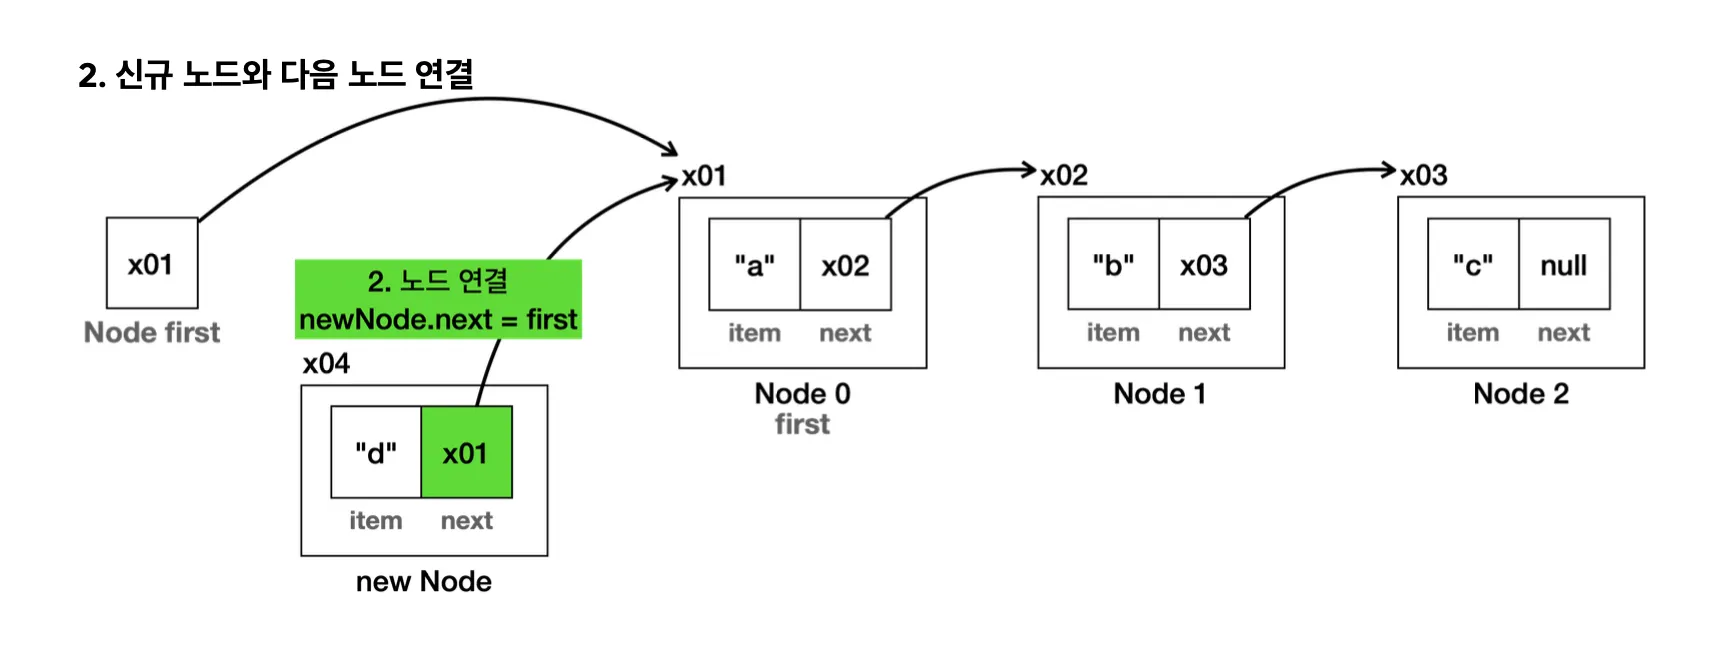 2. 신규 노드와 다음 노드 연결
x01
Node first
2. 노드 연결
newNode.next = first
x04
"d" x01
item next
new Node
x01
"a" x02
item next
Node 0
first
x02
"b" x03
item next
Node 1
x03
"c" null
item next
Node 2